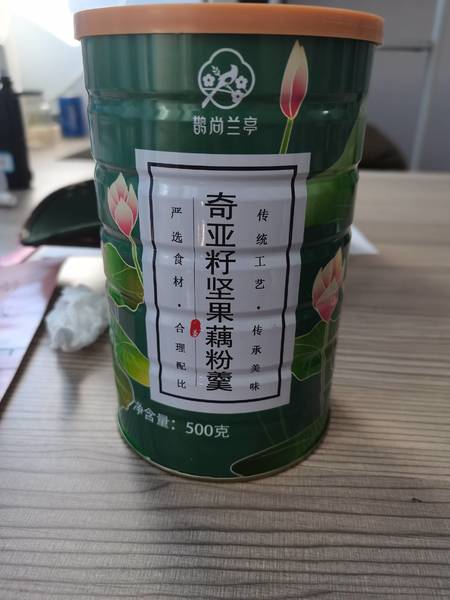 鹊尚兰亭
传统工艺·传承美味
奇亚籽坚果藕粉羹
严选食材·合理配比
净含量：500克